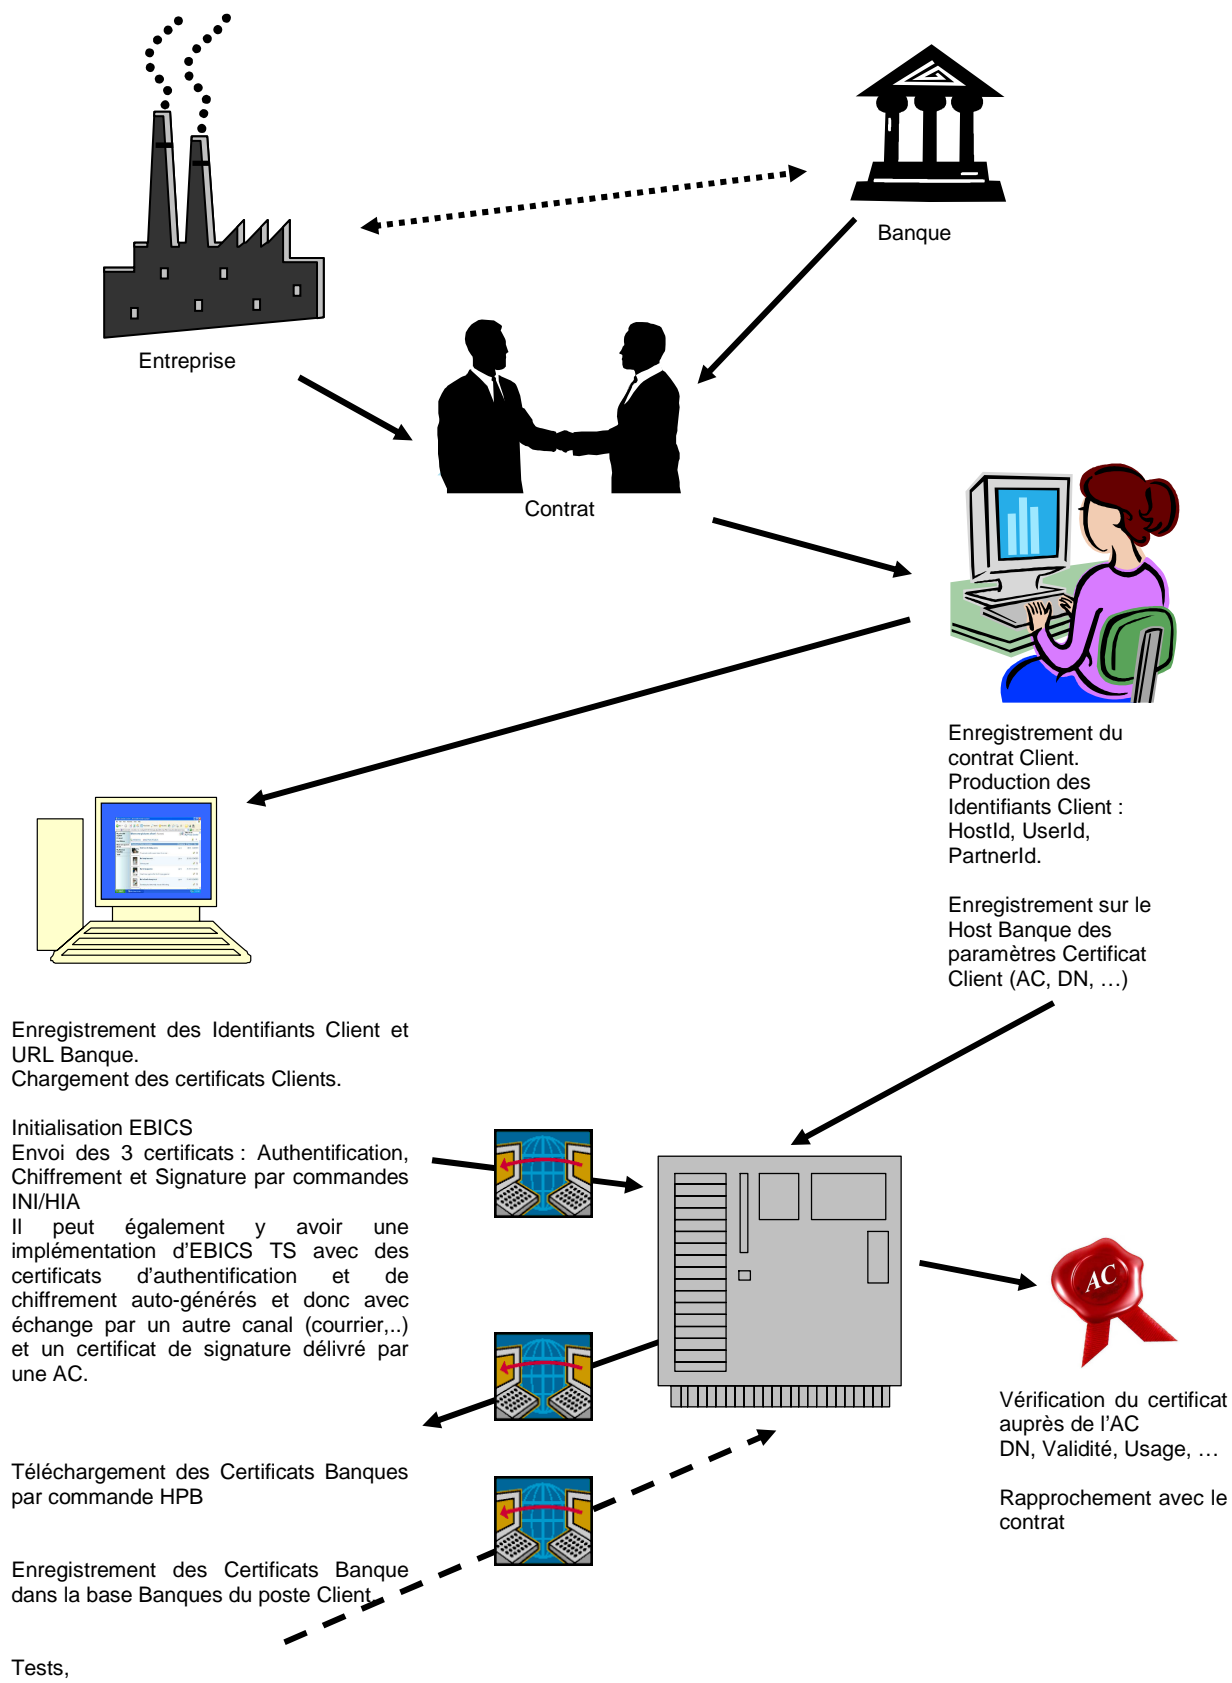 Banque
Entreprise
Contrat
Enregistrement du
contrat Client.
Production des
Identifiants Client :
HostId, UserId,
PartnerId.
Enregistrement sur le
Host Banque des
paramètres Certificat
Client (AC, DN, …)
Enregistrement des Identifiants Client et
URL Banque.
Chargement des certificats Clients.
Initialisation EBICS
Envoi des 3 certificats : Authentification,
Chiffrement et Signature par commandes
INI/HIA
Il peut également y avoir une
implémentation d'EBICS TS avec des
certificats d'authentification et de
chiffrement auto-générés et donc avec
échange par un autre canal (courrier,..)
et un certificat de signature délivré par
une AC.
AC
Vérification du certificat
auprès de l'AC
DN, Validité, Usage, …
Rapprochement avec le
contrat
Téléchargement des Certificats Banques
par commande HPB
Enregistrement des Certificats Banque
dans la base Banques du poste Client.
Tests,